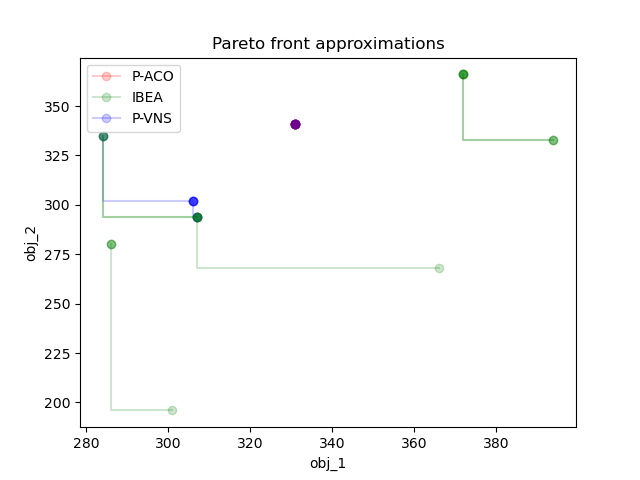 Pareto front approximations
P-ACO
IBEA
P-VNS
obj_2
350
325
300
275
250
225
200
280 300 320 340 360 380
obj_1